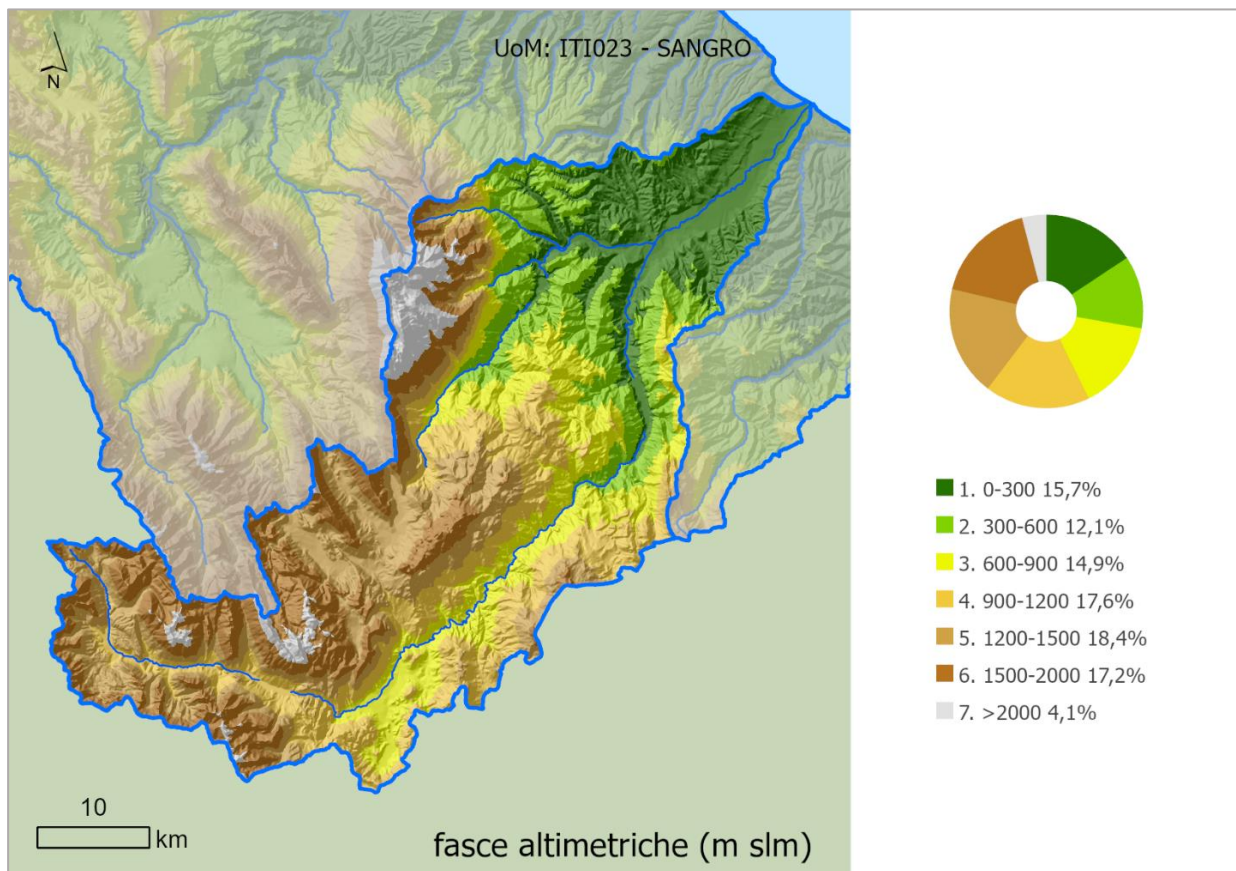 UoM: ITI023 - SANGRO
N
1. 0-300 15,7%
2. 300-600 12,1%
3. 600-900 14,9%
4. 900-1200 17,6%
5. 1200-1500 18,4%
6. 1500-2000 17,2%
7. >2000 4,1%
10
km
fasce altimetriche (m slm)